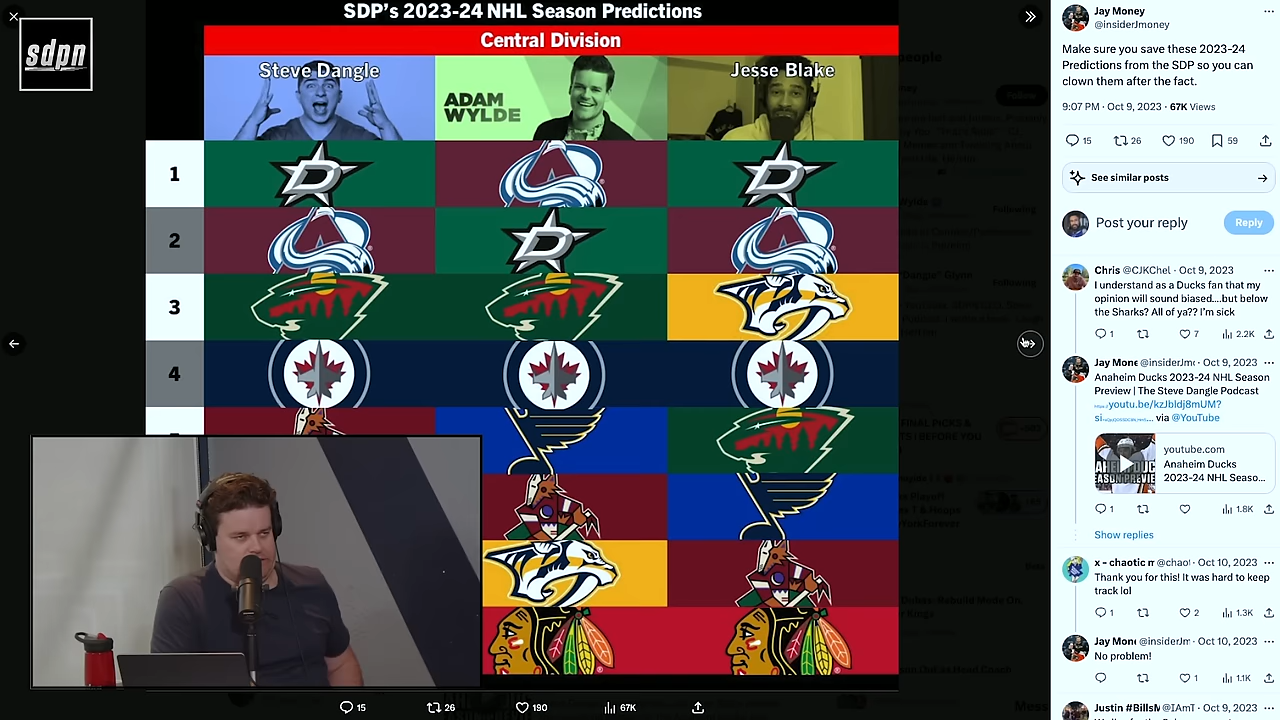 SDP's 2023-24 NHL Season Predictions
Central Division
sdpn
Steve Dangle
ADAM
WYLDE
Jesse Blake
1
2
3
4
D
D
D
15
26
190
67K
Jay Money
@insiderJmoney
Make sure you save these 2023-24
Predictions from the SDP so you can
clown them after the fact.
9:07 PM · Oct 9, 2023 · 67K Views
15
26
190
59
See similar posts
Post your reply
Reply
Chris @CJKChel · Oct 9, 2023
I understand as a Ducks fan that my
opinion will sound biased....but below
the Sharks? All of ya?? I'm sick
1
7
2.2K
Jay Mone @insiderJm · Oct 9, 2023
Anaheim Ducks 2023-24 NHL Season
Preview | The Steve Dangle Podcast
youtu.be/kzJbIdj8nUM?
via @YouTube
youtube.com
Anaheim Ducks
2023-24 NHL Seaso...
1
1.8K
Show replies
x - chaotic n @chao · Oct 10, 2023
Thank you for this! It was hard to keep
track lol
1
2
1.3K
Jay Mone @insiderJm · Oct 10, 2023
No problem!
1
1.1K
Justin #BillsM @IAmT · Oct 9, 2023